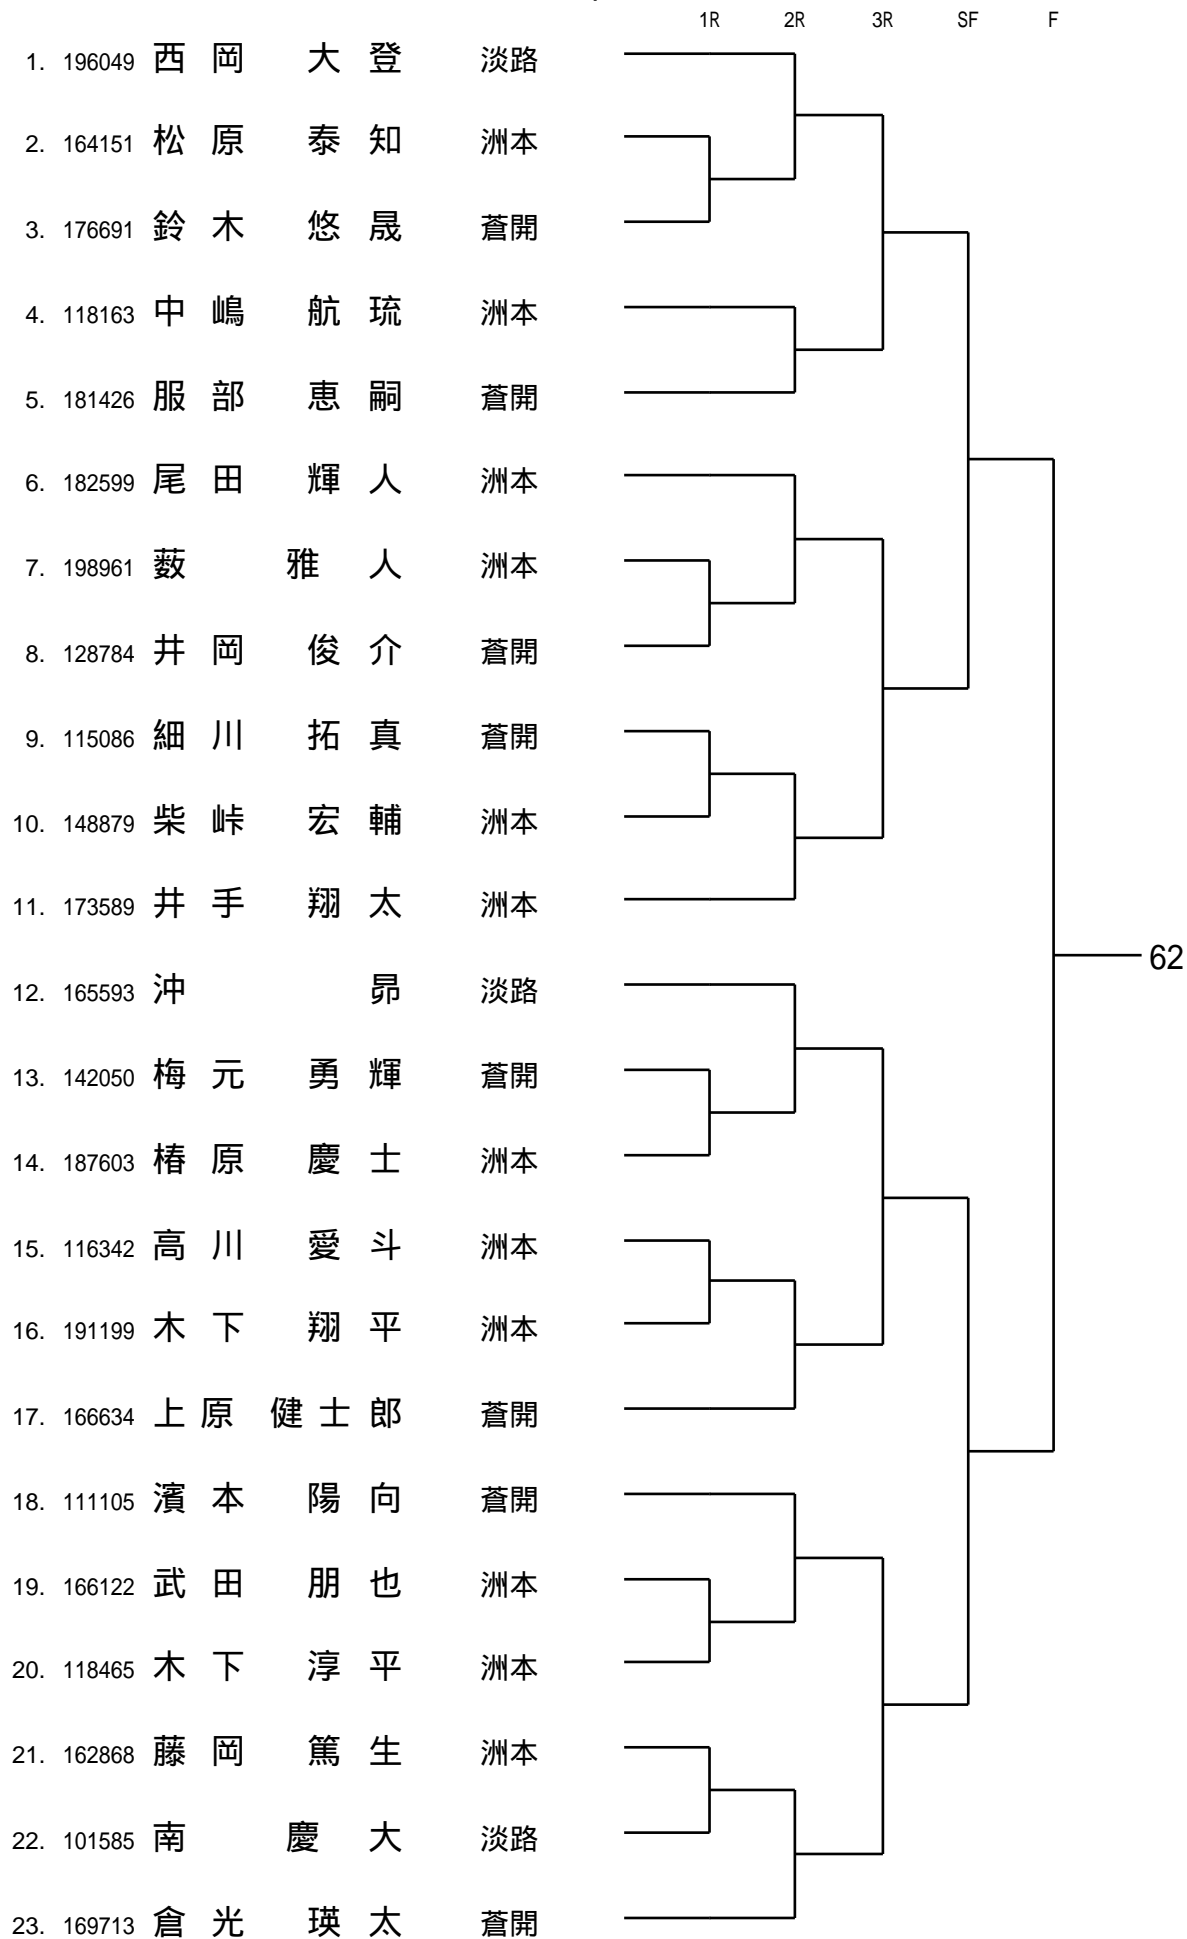 1R 2R 3R SF F
1. 196049 西岡 大登 淡路
2. 164151 松原 泰知 洲本
3. 176691 鈴木 悠晟 蒼開
4. 118163 中嶋 航琉 洲本
5. 181426 服部 恵嗣 蒼開
6. 182599 尾田 輝人 洲本
7. 198961 薮 雅人 洲本
8. 128784 井岡 俊介 蒼開
9. 115086 細川 拓真 蒼開
10. 148879 柴峠 宏輔 洲本
11. 173589 井手 翔太 洲本
62
12. 165593 沖 昴 淡路
13. 142050 梅元 勇輝 蒼開
14. 187603 椿原 慶士 洲本
15. 116342 高川 愛斗 洲本
16. 191199 木下 翔平 洲本
17. 166634 上原 健士郎 蒼開
18. 111105 濱本 陽向 蒼開
19. 166122 武田 朋也 洲本
20. 118465 木下 淳平 洲本
21. 162868 藤岡 篤生 洲本
22. 101585 南 慶大 淡路
23. 169713 倉光 瑛太 蒼開